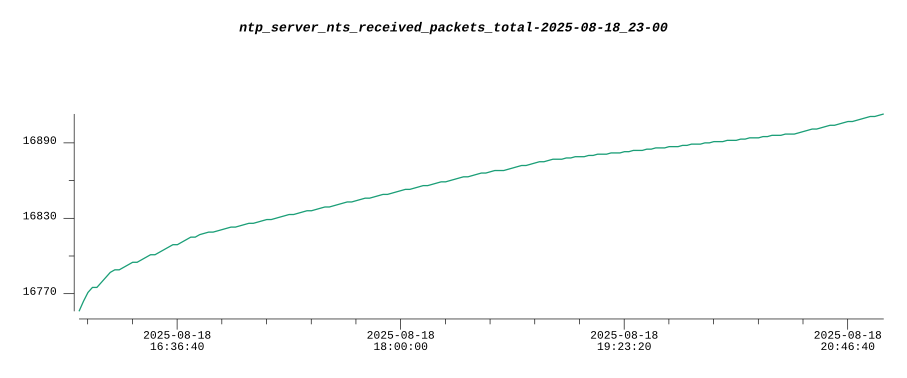 ntp_server_nts_received_packets_total-2025-08-18_23-00
16890
16830
16770
2025-08-18 2025-08-18 2025-08-18 2025-08-18
16:36:40 18:00:00 19:23:20 20:46:40